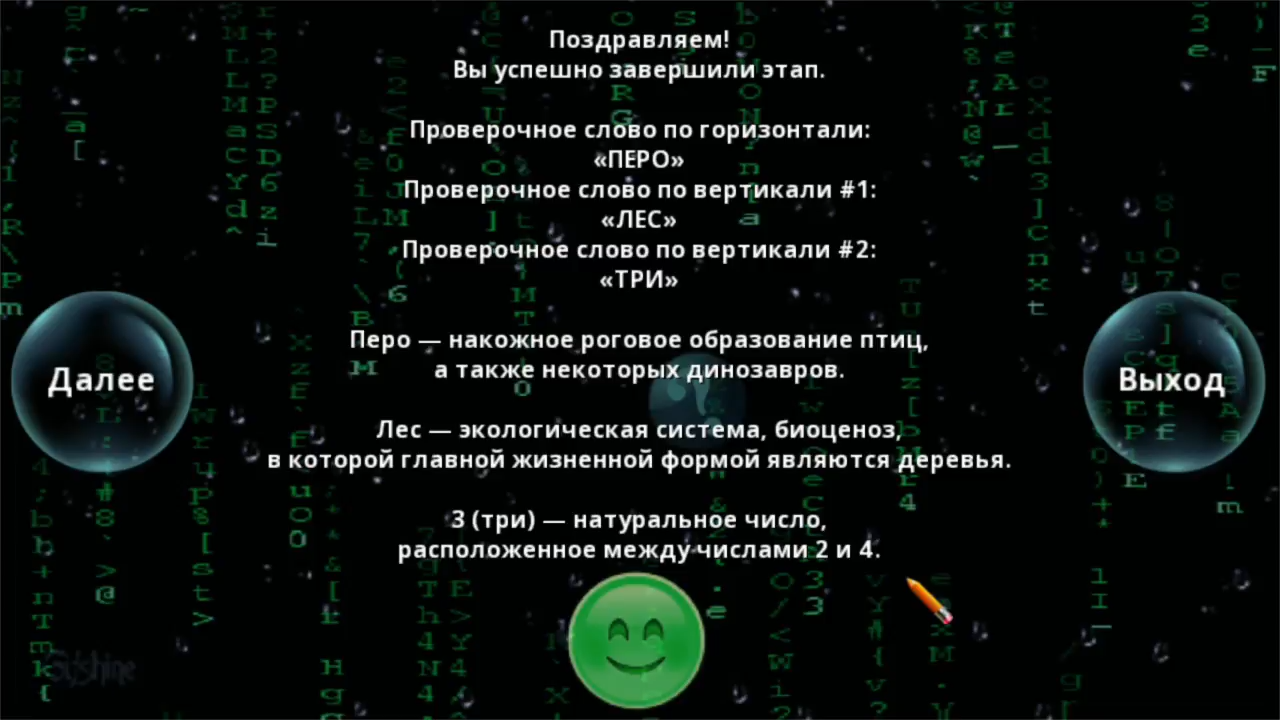 Поздравляем!
Вы успешно завершили этап.
Проверочное слово по горизонтали:
«ПЕРО»
Проверочное слово по вертикали #1:
«ЛЕС»
Проверочное слово по вертикали #2:
«ТРИ»
Перо — накожное роговое образование птиц,
а также некоторых динозавров.
Далее
Выход
Лес — экологическая система, биоценоз,
в которой главной жизненной формой являются деревья.
3 (три) — натуральное число,
расположенное между числами 2 и 4.